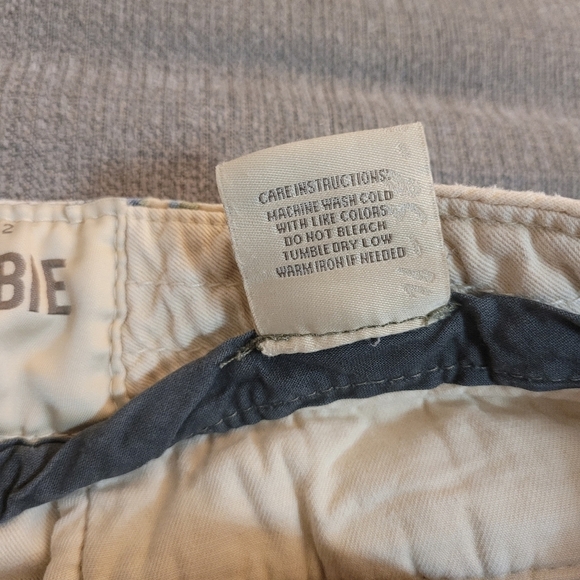 2
BIE
CARE INSTRUCTIONS:
MACHINE WASH COLD
WITH LIKE COLORS
DO NOT BLEACH
TUMBLE DRY LOW
WARM IRON IF NEEDED